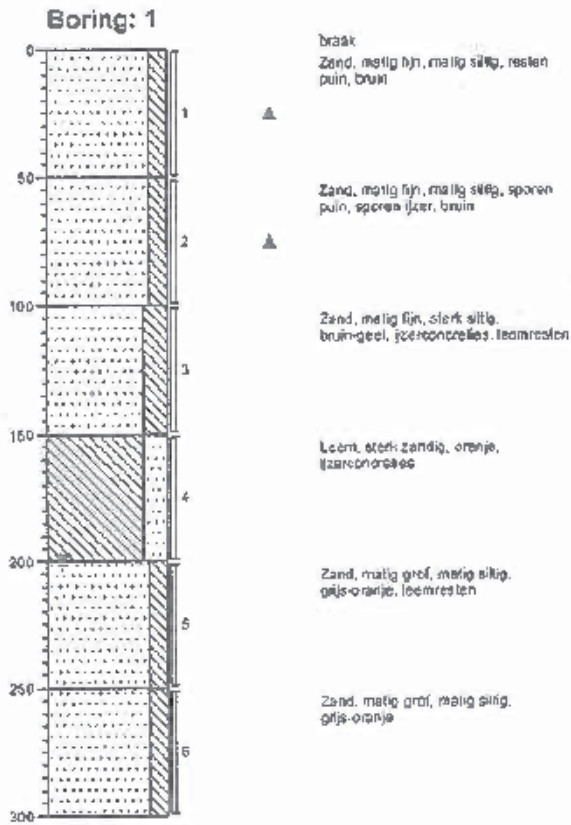 Boring: 1
0
braak
Zand, matig fijn, matig siltig, resten
puin, bruin
1
50
Zand, matig fijn, matig siltig, sporen
puin, sporen ijzer, bruin
2
100
Zand, matig fijn, sterk siltig,
bruin-geel, ijzerconcreties, leemresten
3
150
Leem, sterk zandig, oranje,
ijzerconcreties
4
200
Zand, matig grof, matig siltig,
grijs-oranje, leemresten
5
250
Zand, matig grof, matig siltig,
grijs-oranje
6
300